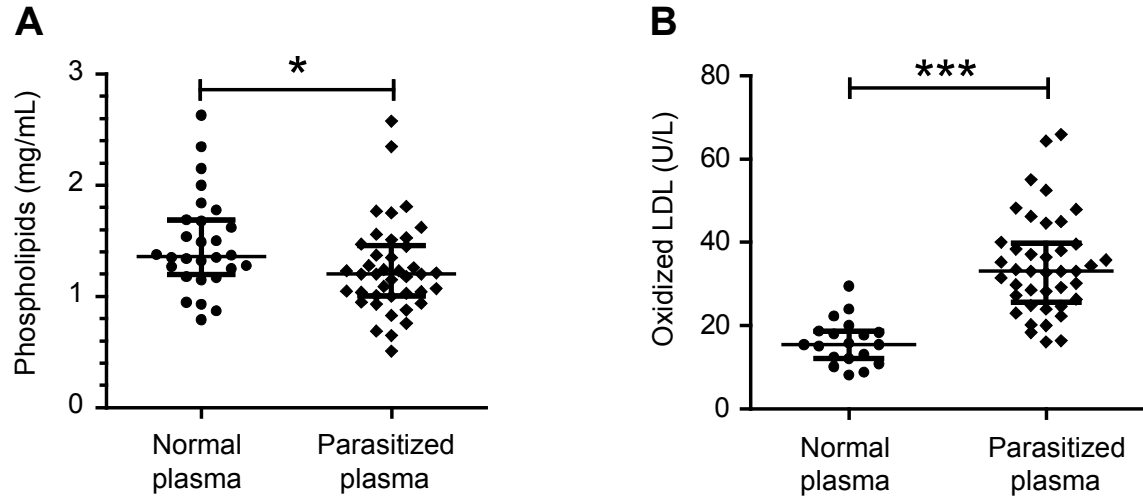 A
Phospholipids (mg/mL)
3
2
1
0
*
Normal
plasma
Parasitized
plasma
B
Oxidized LDL (U/L)
80
60
40
20
0
***
Normal
plasma
Parasitized
plasma